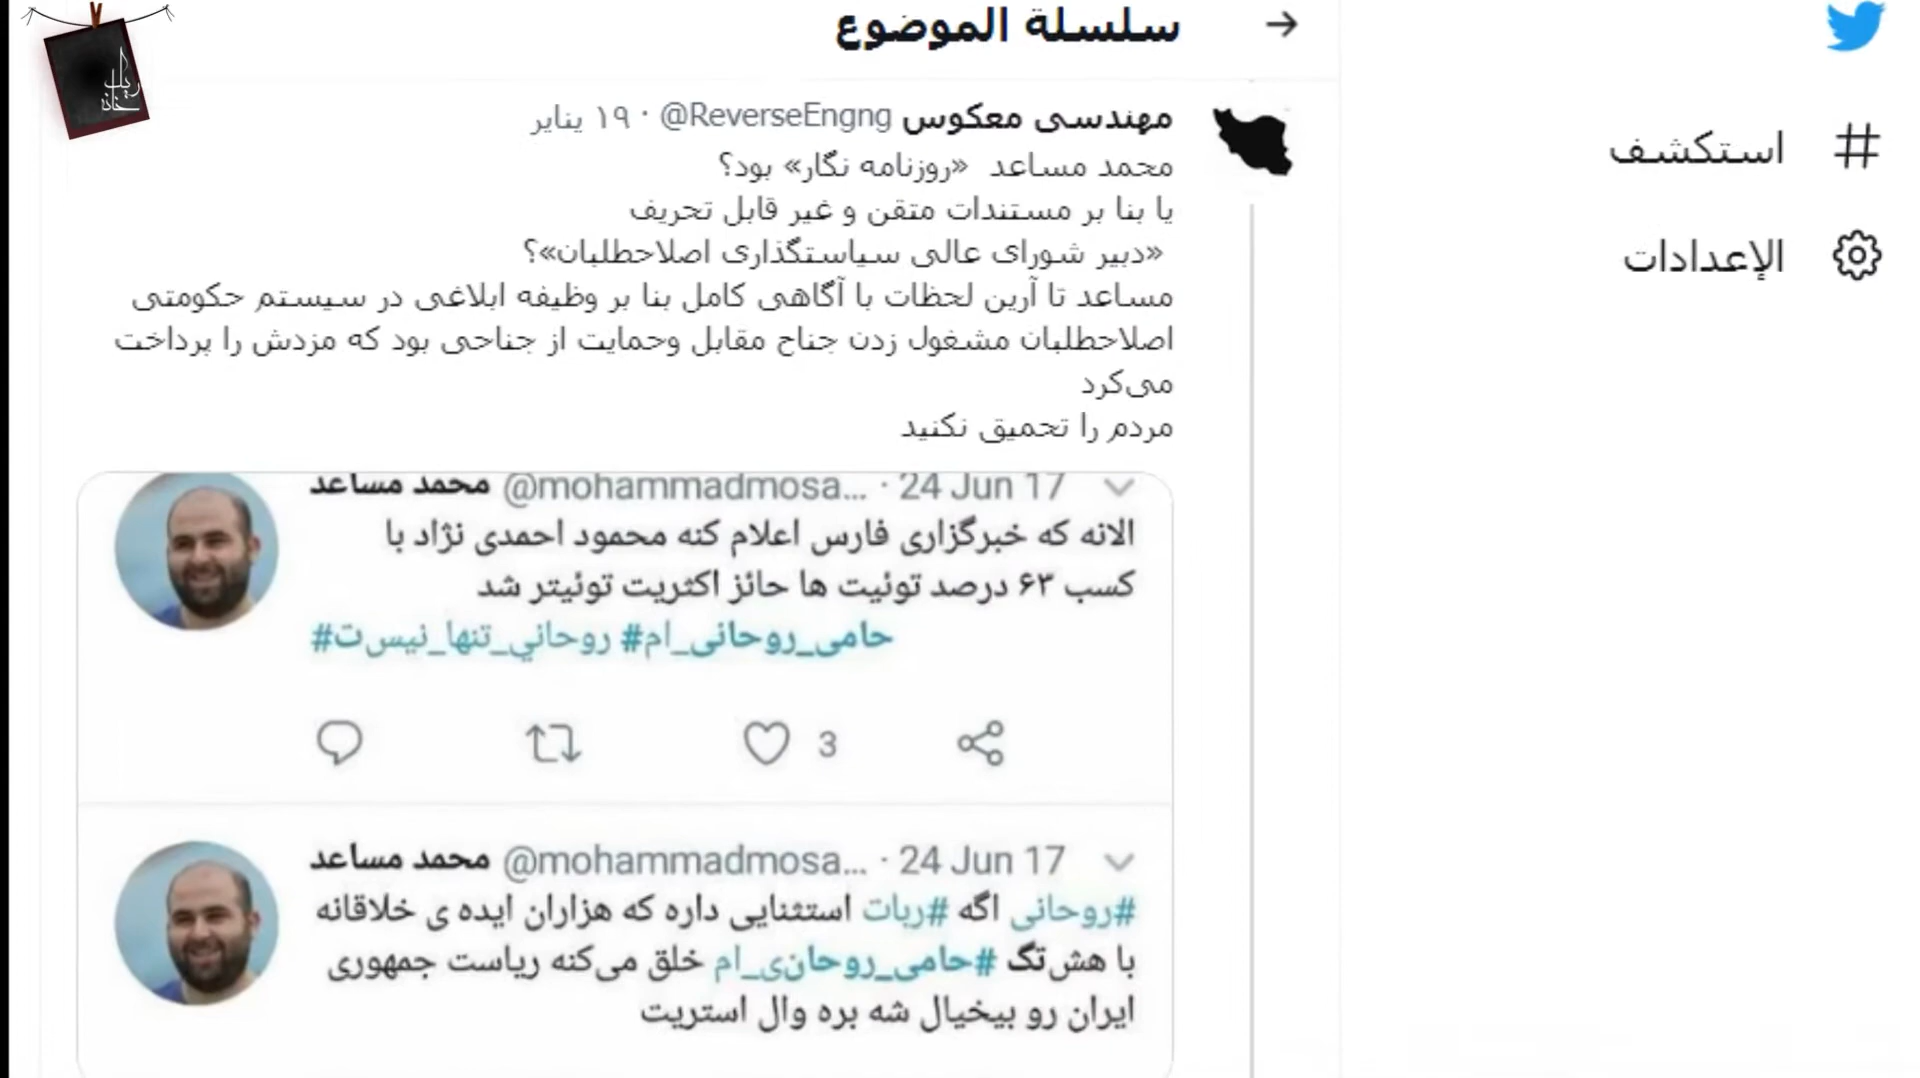 سلسلة الموضوع
استكشف
الإعدادات
ریل خانه
مهندسی معکوس @ReverseEngng · ١٩ يناير
محمد مساعد «روزنامه نگار» بود؟
یا بنا بر مستندات متقن و غیر قابل تحریف
«دبیر شورای عالی سیاستگذاری اصلاحطلبان»؟
مساعد تا آرین لحظات با آگاهی کامل بنا بر وظیفه ابلاغی در سیستم حکومتی
اصلاحطلبان مشغول زدن جناح مقابل وحمایت از جناحی بود که مزدش را پرداخت
می‌کرد
مردم را تحمیق نکنید
محمد مساعد @mohammadmosa... · 24 Jun 17
الانه که خبرگزاری فارس اعلام کنه محمود احمدی نژاد با
کسب ۶۳ درصد توئیت ها حائز اکثریت توئیتر شد
#حامی_روحانی_ام #روحاني_تنها_نیس‌ت
3
محمد مساعد @mohammadmosa... · 24 Jun 17
#روحانی اگه #ربات استثنایی داره که هزاران ایده ی خلاقانه
با هش‌تگ #حامی_روحان‌ی_ام خلق می‌کنه ریاست جمهوری
ایران رو بیخیال شه بره وال استریت